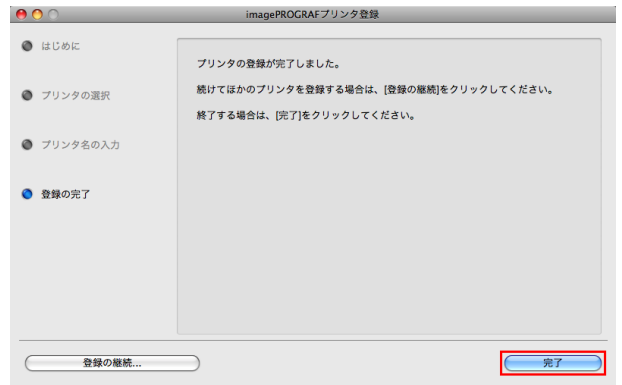 imagePROGRAFプリンタ登録
はじめに
プリンタの選択
プリンタ名の入力
登録の完了
プリンタの登録が完了しました。
続けてほかのプリンタを登録する場合は、[登録の継続]をクリックしてください。
終了する場合は、[完了]をクリックしてください。
登録の継続...
完了